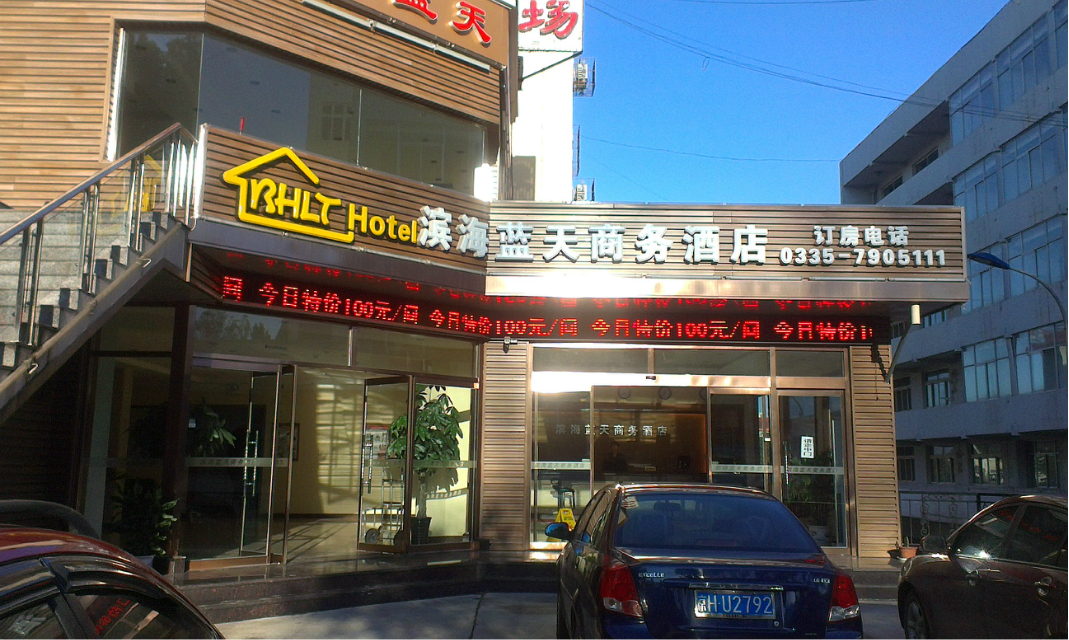 蓝天
场
BHLT Hotel 滨海蓝天商务酒店
订房电话
0335-7905111
今日特价100元/间 今日特价100元/间 今日特价100元/间 今日特价1
滨海蓝天商务酒店
EXCELLE
京H·U2792